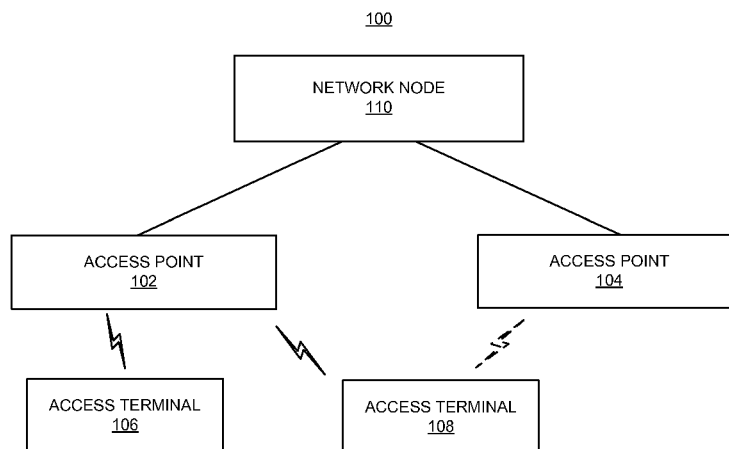 100
NETWORK NODE
110
ACCESS POINT
102
ACCESS POINT
104
ACCESS TERMINAL
106
ACCESS TERMINAL
108